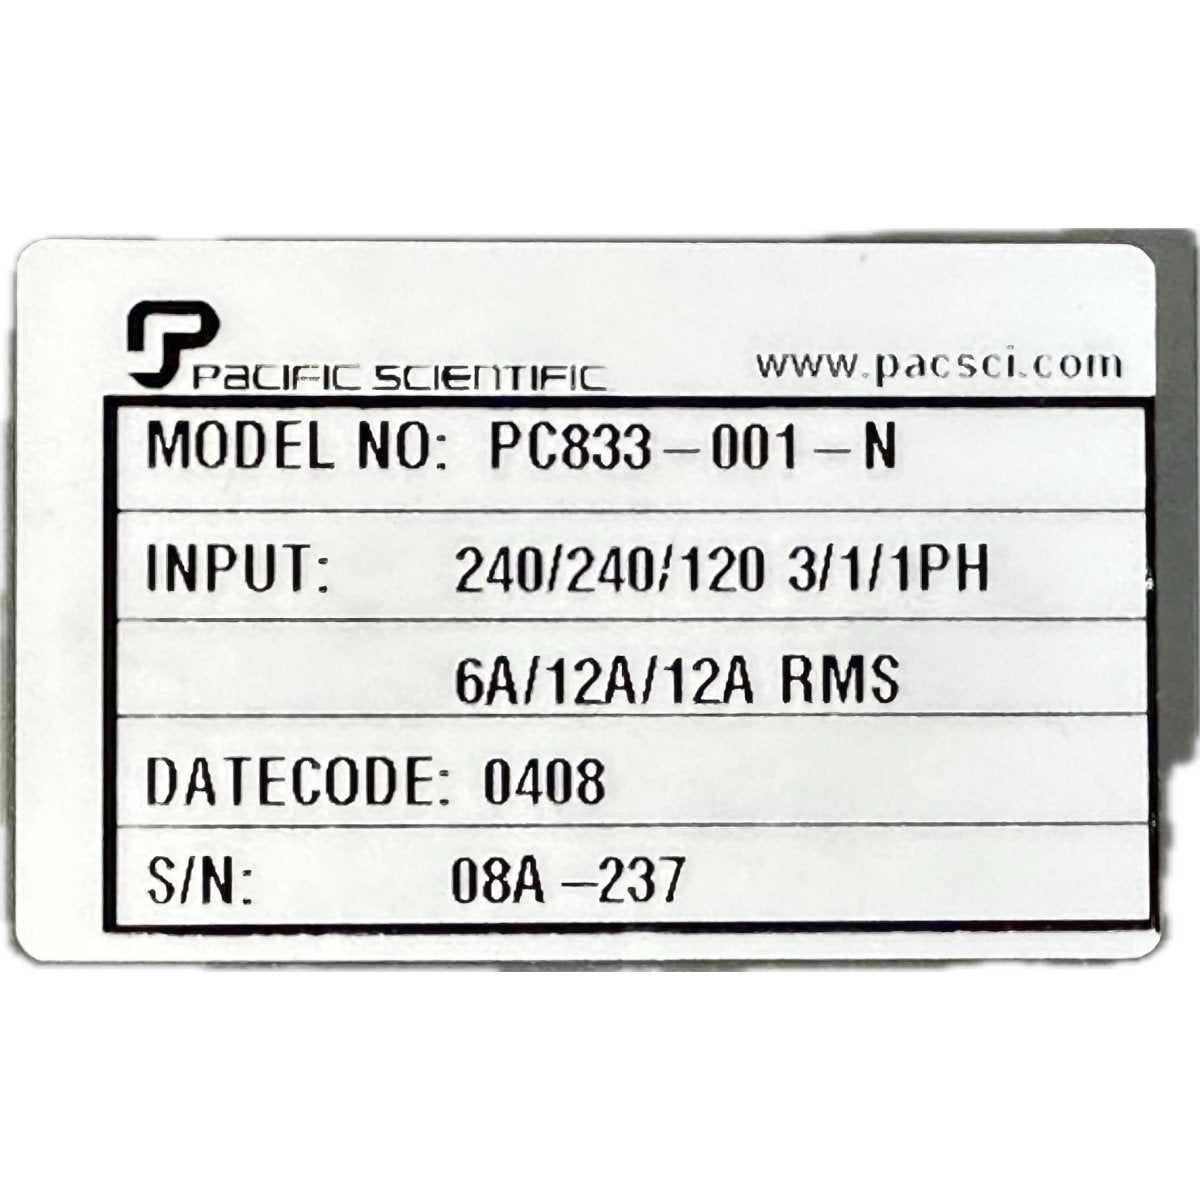 PACIFIC SCIENTIFIC
www.pacsci.com
MODEL NO: PC833-001-N
INPUT: 240/240/120 3/1/1PH
6A/12A/12A RMS
DATECODE: 0408
S/N: 08A-237